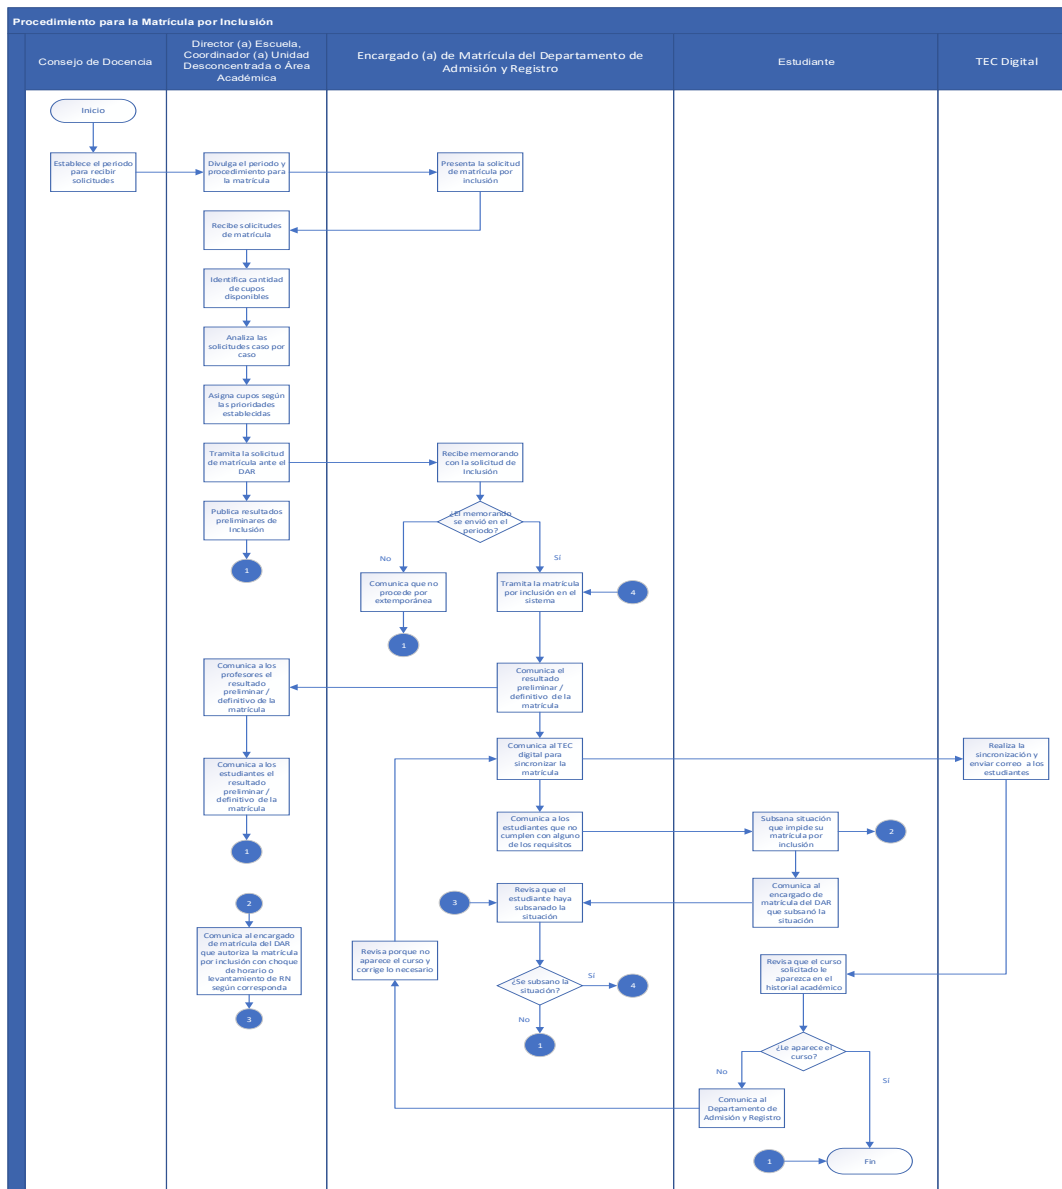 Procedimiento para la Matrícula por Inclusión
Consejo de Docencia
Director (a) Escuela,
Coordinador (a) Unidad
Desconcentrada o Área
Académica
Encargado (a) de Matrícula del Departamento de
Admisión y Registro
Estudiante
TEC Digital
Inicio
Establece el periodo
para recibir
solicitudes
Divulga el periodo y
procedimiento para
la matrícula
Presenta la solicitud
de matrícula por
inclusión
Recibe solicitudes
de matrícula
Identifica cantidad
de cupos
disponibles
Analiza las
solicitudes caso por
caso
Asigna cupos según
las prioridades
establecidas
Tramita la solicitud
de matrícula ante el
DAR
Recibe memorando
con la solicitud de
Inclusión
Publica resultados
preliminares de
Inclusión
¿El memorando
se envió en el
periodo?
No
Sí
1
Comunica que no
procede por
extemporánea
Tramita la matrícula
por inclusión en el
sistema
4
1
Comunica a los
profesores el
resultado
preliminar /
definitivo de la
matrícula
Comunica el
resultado
preliminar /
definitivo de la
matrícula
Comunica al TEC
digital para
sincronizar la
matrícula
Realiza la
sincronización y
enviar correo a los
estudiantes
Comunica a los
estudiantes el
resultado
preliminar /
definitivo de la
matrícula
Comunica a los
estudiantes que no
cumplen con alguno
de los requisitos
Subsana situación
que impide su
matrícula por
inclusión
2
1
2
3
Revisa que el
estudiante haya
subsanado la
situación
Comunica al
encargado de
matrícula del DAR
que subsanó la
situación
Comunica al encargado
de matrícula del DAR
que autoriza la matrícula
por inclusión con choque
de horario o
levantamiento de RN
según corresponda
Revisa porque no
aparece el curso y
corrige lo necesario
Revisa que el curso
solicitado le
aparezca en el
historial académico
¿Se subsano la
situación?
Sí
4
3
No
1
¿Le aparece el
curso?
No
Sí
Comunica al
Departamento de
Admisión y Registro
1
Fin